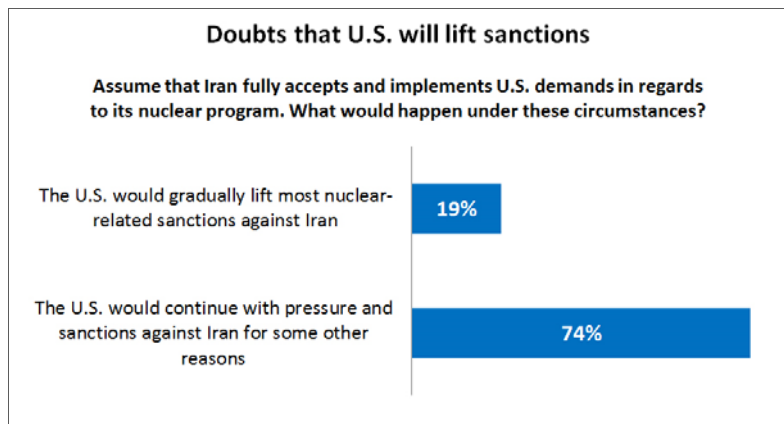 Doubts that U.S. will lift sanctions
Assume that Iran fully accepts and implements U.S. demands in regards
to its nuclear program. What would happen under these circumstances?
The U.S. would gradually lift most nuclear-
related sanctions against Iran
19%
The U.S. would continue with pressure and
sanctions against Iran for some other
reasons
74%